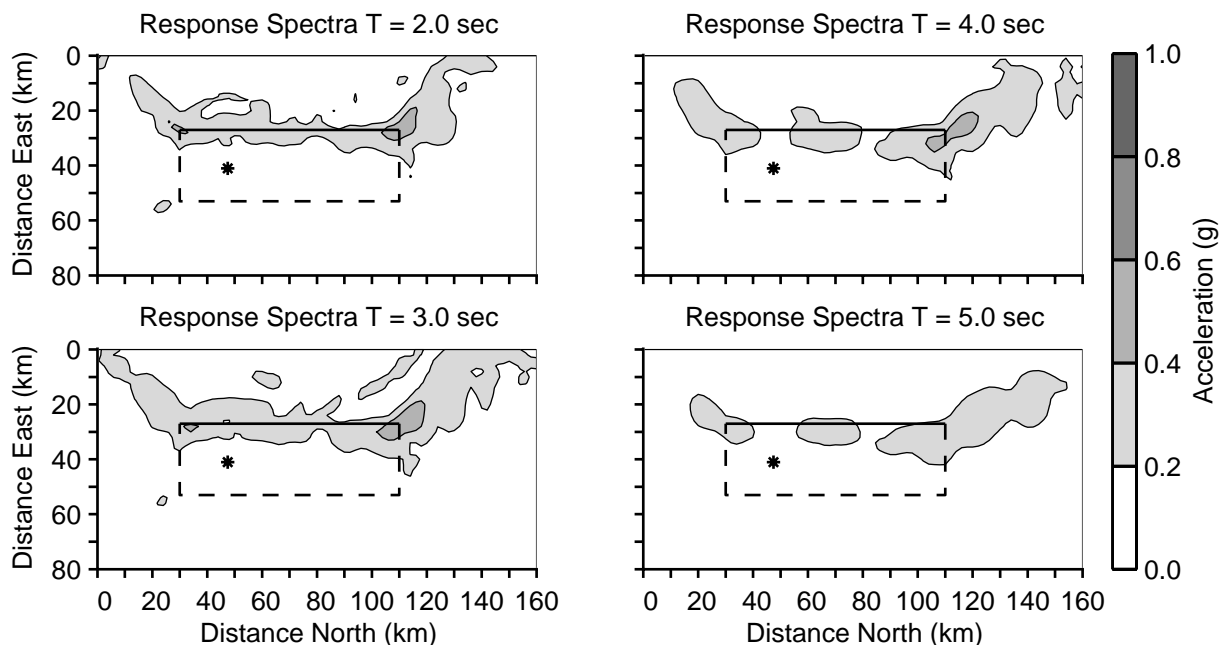 Response Spectra T = 2.0 sec
Response Spectra T = 4.0 sec
0
20
40
60
80
Distance East (km)
Response Spectra T = 3.0 sec
Response Spectra T = 5.0 sec
0
20
40
60
80
Distance East (km)
0 20 40 60 80 100 120 140 160
Distance North (km)
0 20 40 60 80 100 120 140 160
Distance North (km)
1.0
0.8
0.6
0.4
0.2
0.0
Acceleration (g)